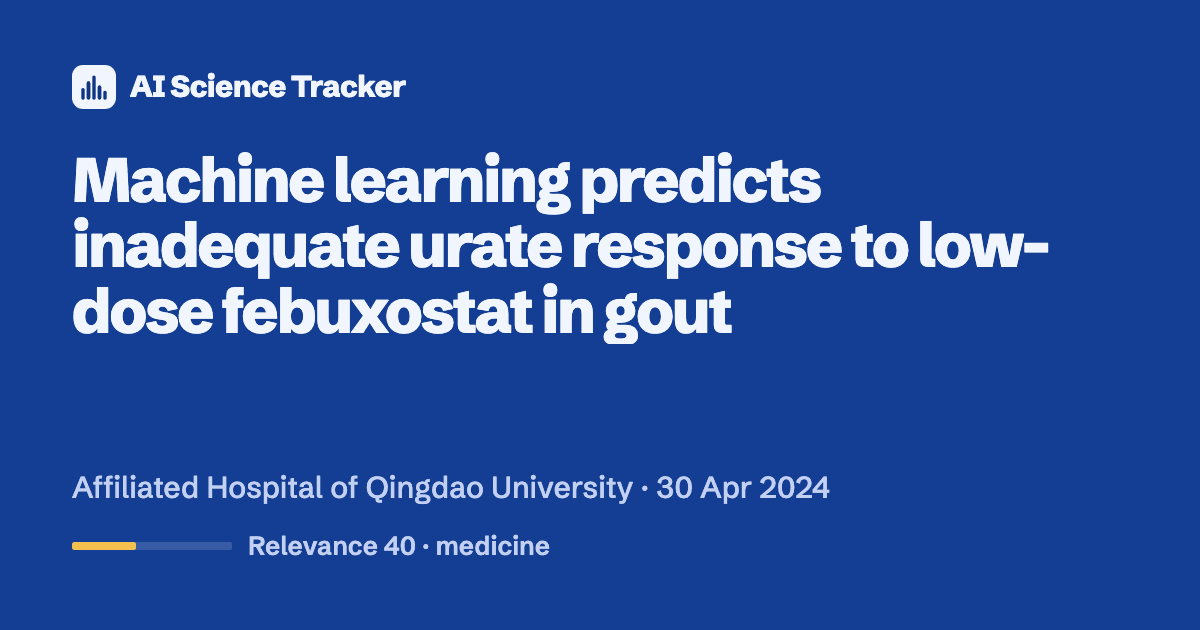 AI Science Tracker
Machine learning predicts
inadequate urate response to low-
dose febuxostat in gout
Affiliated Hospital of Qingdao University · 30 Apr 2024
Relevance 40 · medicine